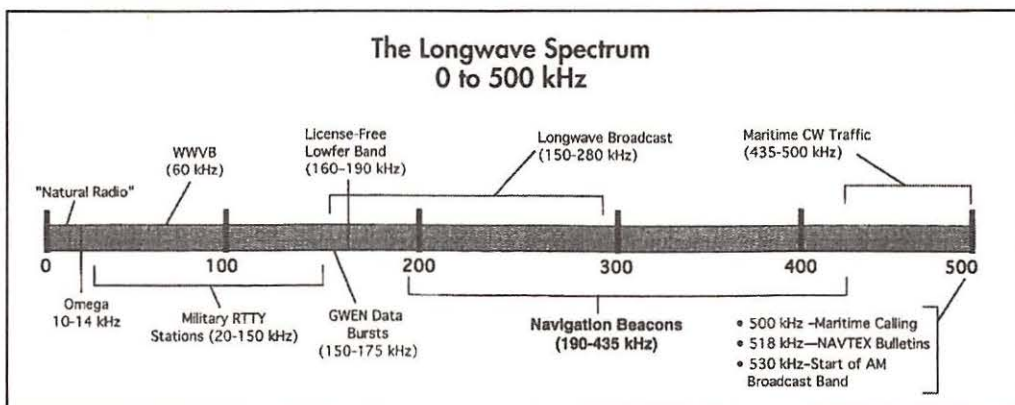 The Longwave Spectrum
0 to 500 kHz
"Natural Radio"
WWVB
(60 kHz)
License-Free
Lowfer Band
(160-190 kHz)
Longwave Broadcast
(150-280 kHz)
Maritime CW Traffic
(435-500 kHz)
0 100 200 300 400 500
Omega
10-14 kHz
Military RTTY
Stations (20-150 kHz)
GWEN Data
Bursts
(150-175 kHz)
Navigation Beacons
(190-435 kHz)
• 500 kHz –Maritime Calling
• 518 kHz—NAVTEX Bulletins
• 530 kHz–Start of AM
Broadcast Band